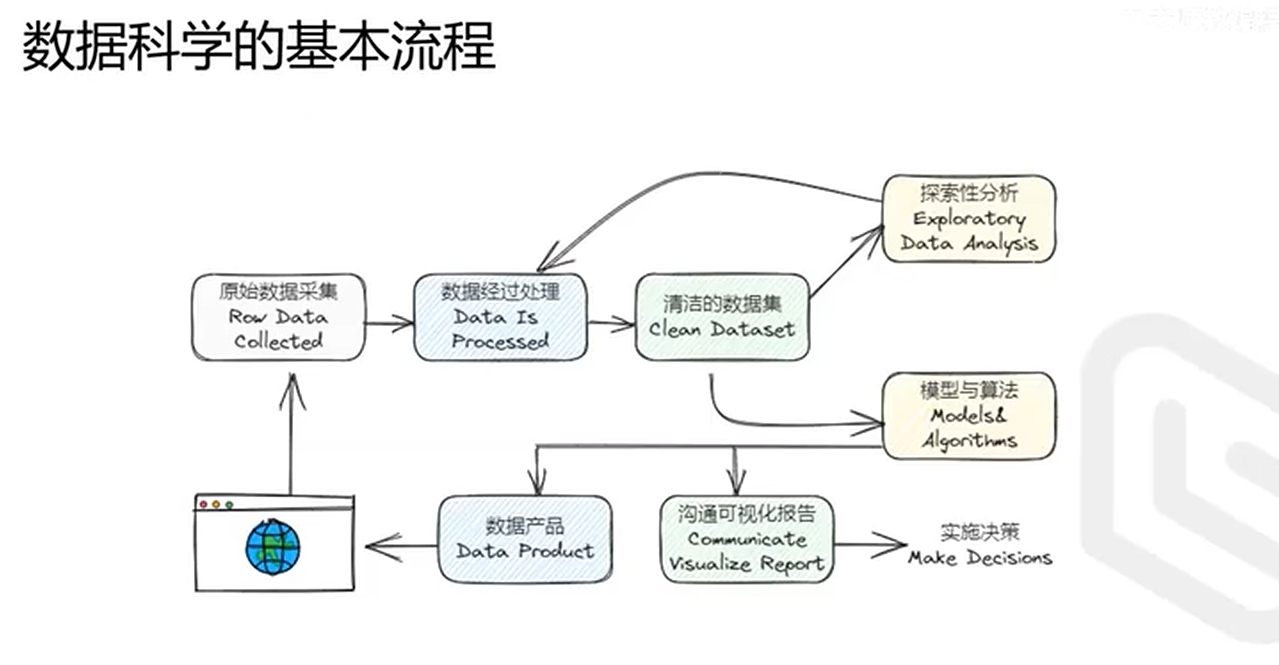 数据科学的基本流程
探索性分析
Exploratory
Data Analysis
原始数据采集
Row Data
Collected
数据经过处理
Data Is
Processed
清洁的数据集
Clean Dataset
模型与算法
Models&
Algorithms
数据产品
Data Product
沟通可视化报告
Communicate
Visualize Report
实施决策
Make Decisions